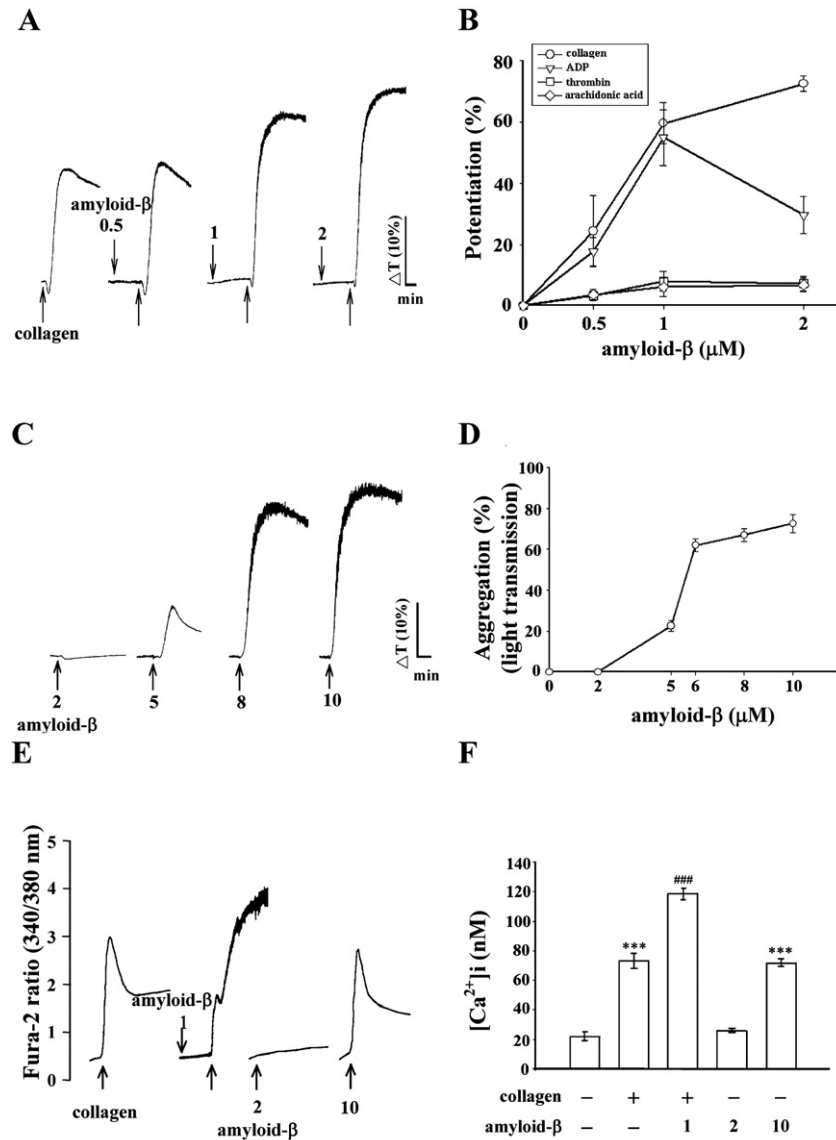 A
amyloid-β
0.5
1
2
△T (10%)
min
collagen
B
collagen
ADP
thrombin
arachidonic acid
Potentiation (%)
80
60
40
20
0
0 0.5 1 2
amyloid-β (μM)
C
△T (10%)
min
2 5 8 10
amyloid-β
D
Aggregation (%)
(light transmission)
100
80
60
40
20
0
0 2 5 6 8 10
amyloid-β (μM)
E
Fura-2 ratio (340/380 nm)
5
4
3
2
1
0
amyloid-β
1
collagen
2 10
amyloid-β
F
[Ca²⁺]i (nM)
140
120
100
80
60
40
20
0
***
###
***
collagen − + + − −
amyloid-β − − 1 2 10